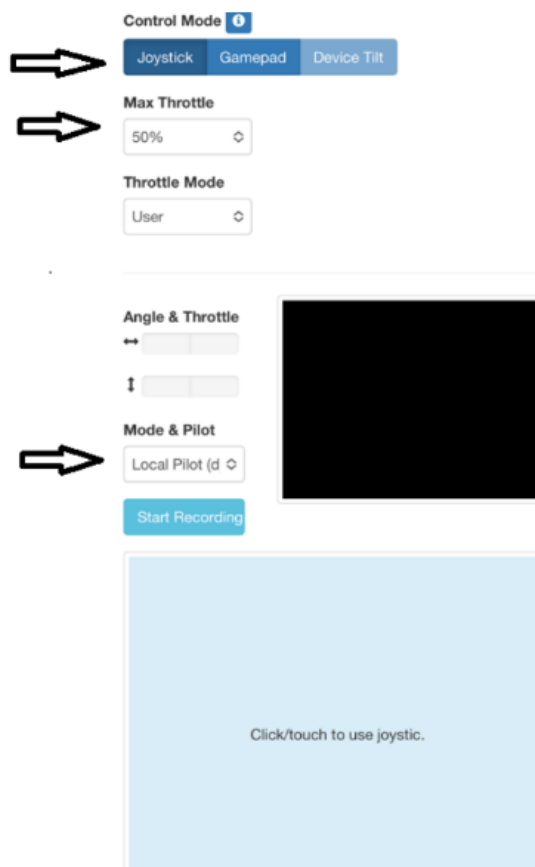 Control Mode
Joystick Gamepad Device Tilt
Max Throttle
50%
Throttle Mode
User
Angle & Throttle
Mode & Pilot
Local Pilot (d
Start Recording
Click/touch to use joystic.